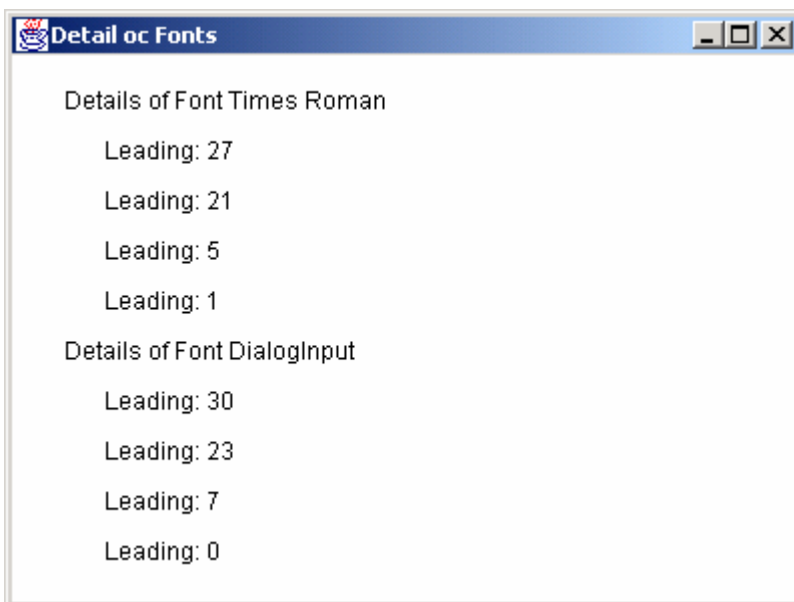 Detail oc Fonts
Details of Font Times Roman
Leading: 27
Leading: 21
Leading: 5
Leading: 1
Details of Font DialogInput
Leading: 30
Leading: 23
Leading: 7
Leading: 0